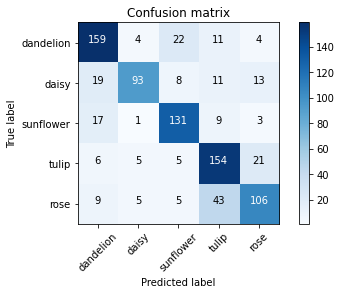 Confusion matrix
dandelion 159 4 22 11 4
daisy 19 93 8 11 13
sunflower 17 1 131 9 3
tulip 6 5 5 154 21
rose 9 5 5 43 106
dandelion daisy sunflower tulip rose
True label
Predicted label
140
120
100
80
60
40
20